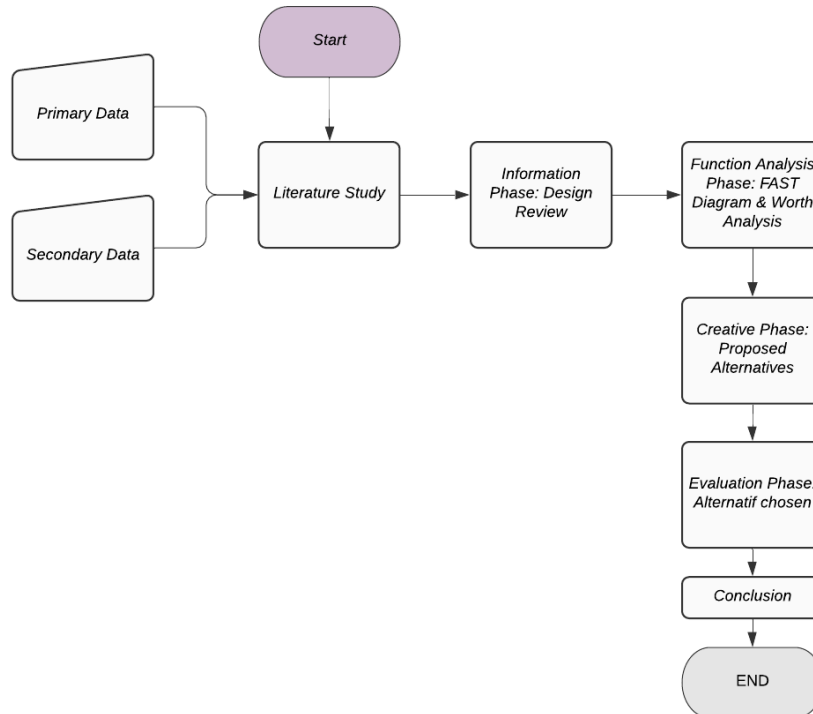 Start
Primary Data
Secondary Data
Literature Study
Information
Phase: Design
Review
Function Analysis
Phase: FAST
Diagram & Worth
Analysis
Creative Phase:
Proposed
Alternatives
Evaluation Phase:
Alternatif chosen
Conclusion
END